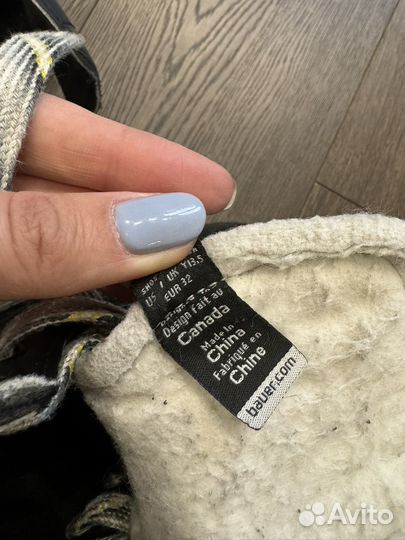 US / UK Y13.5
EUR 32
Design fait au
Canada
Made in
China
Fabriqué en
Chine
bauer.com
Avito